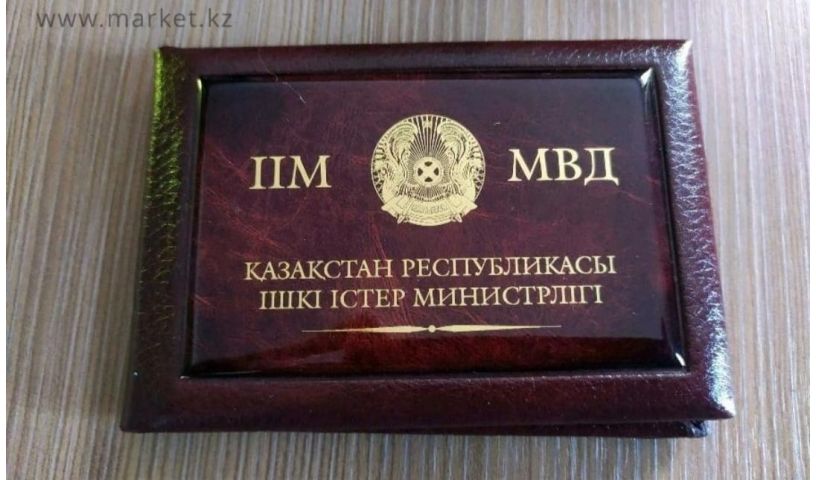 www.market.kz
ІІМ МВД
ҚАЗАҚСТАН РЕСПУБЛИКАСЫ
ІШКІ ІСТЕР МИНИСТРЛІГІ